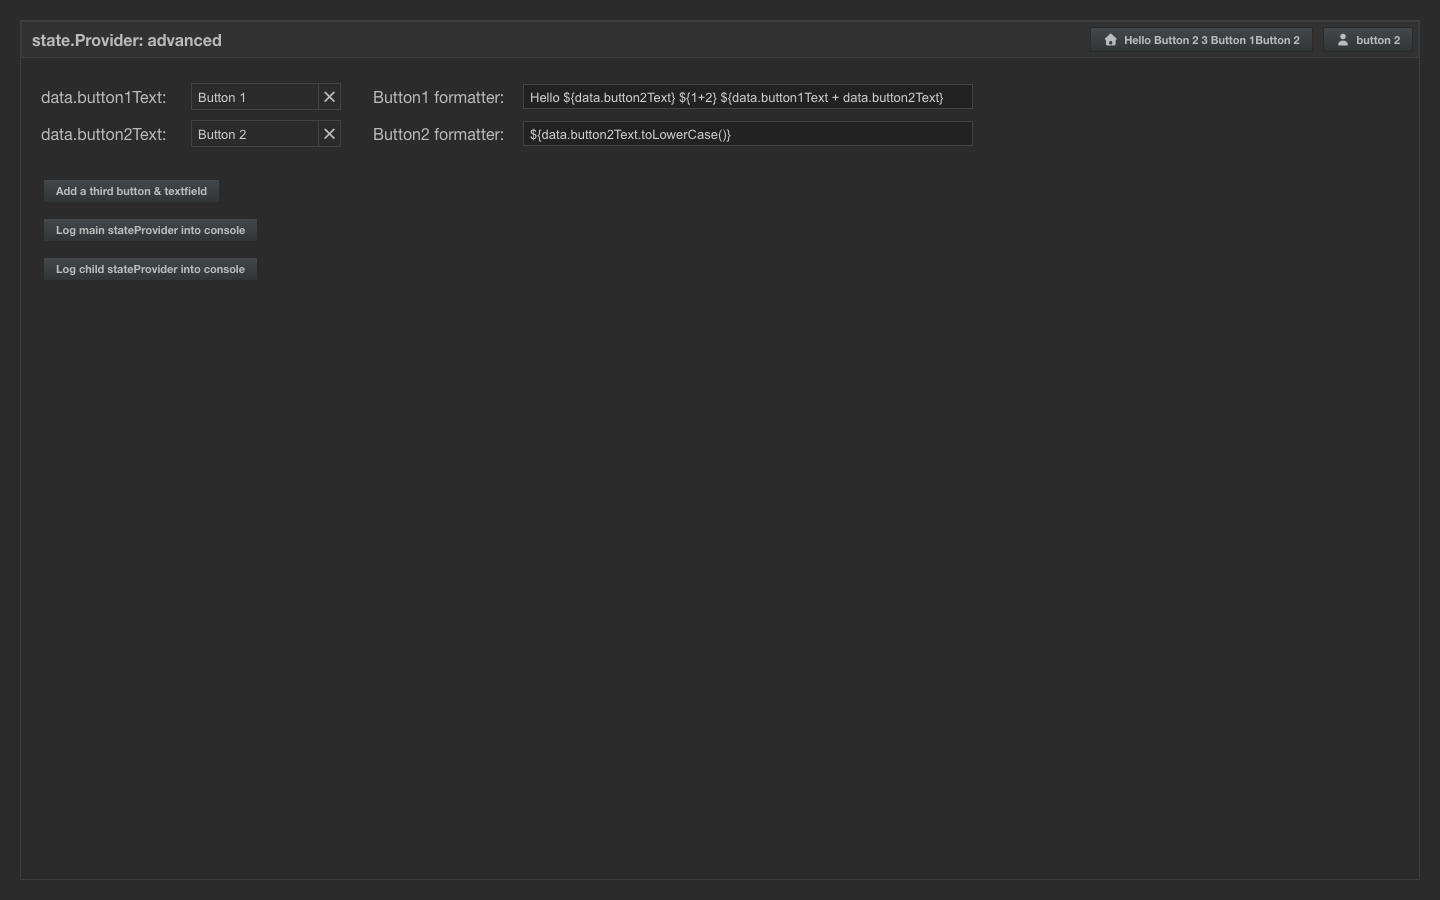 state.Provider: advanced
Hello Button 2 3 Button 1Button 2
button 2
data.button1Text:
Button 1
Button1 formatter:
Hello ${data.button2Text} ${1+2} ${data.button1Text + data.button2Text}
data.button2Text:
Button 2
Button2 formatter:
${data.button2Text.toLowerCase()}
Add a third button & textfield
Log main stateProvider into console
Log child stateProvider into console